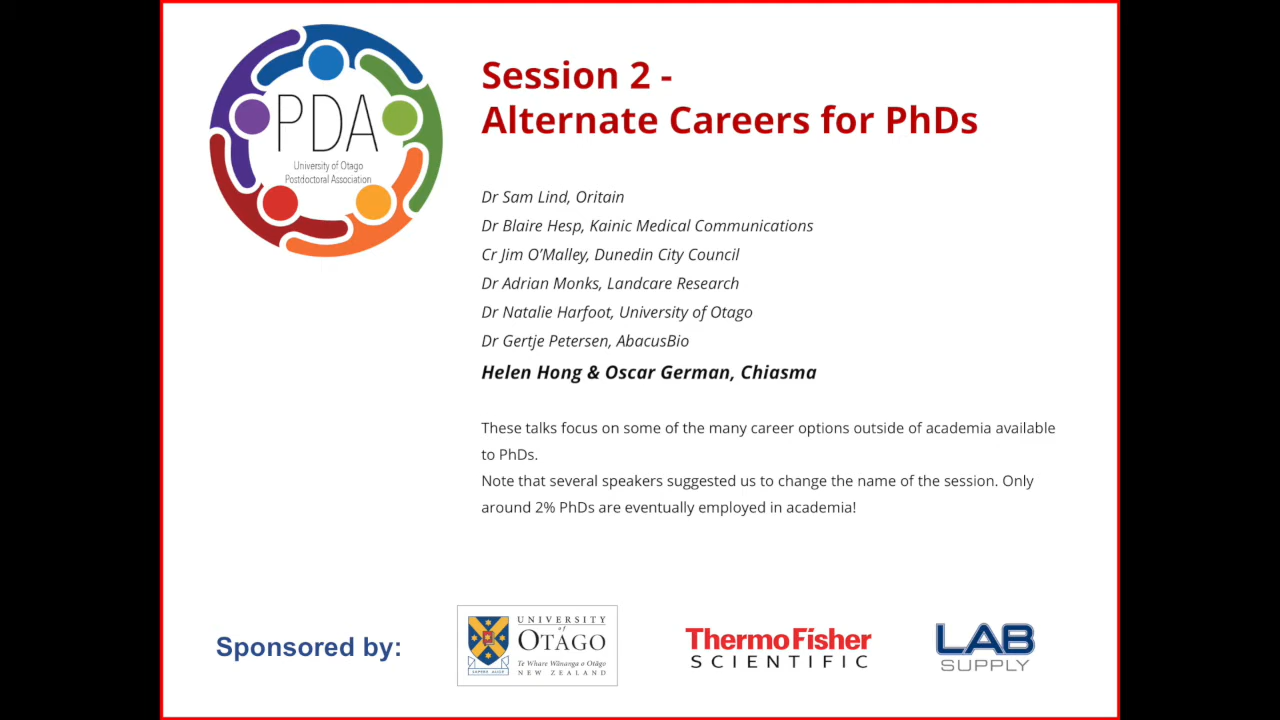 PDA
University of Otago
Postdoctoral Association
Session 2 -
Alternate Careers for PhDs
Dr Sam Lind, Oritain
Dr Blaire Hesp, Kainic Medical Communications
Cr Jim O’Malley, Dunedin City Council
Dr Adrian Monks, Landcare Research
Dr Natalie Harfoot, University of Otago
Dr Gertje Petersen, AbacusBio
Helen Hong & Oscar German, Chiasma
These talks focus on some of the many career options outside of academia available
to PhDs.
Note that several speakers suggested us to change the name of the session. Only
around 2% PhDs are eventually employed in academia!
Sponsored by:
UNIVERSITY
of
OTAGO
Te Whare Wānanga o Otāgo
NEW ZEALAND
SAPERE AUDE
ThermoFisher
SCIENTIFIC
LAB
SUPPLY